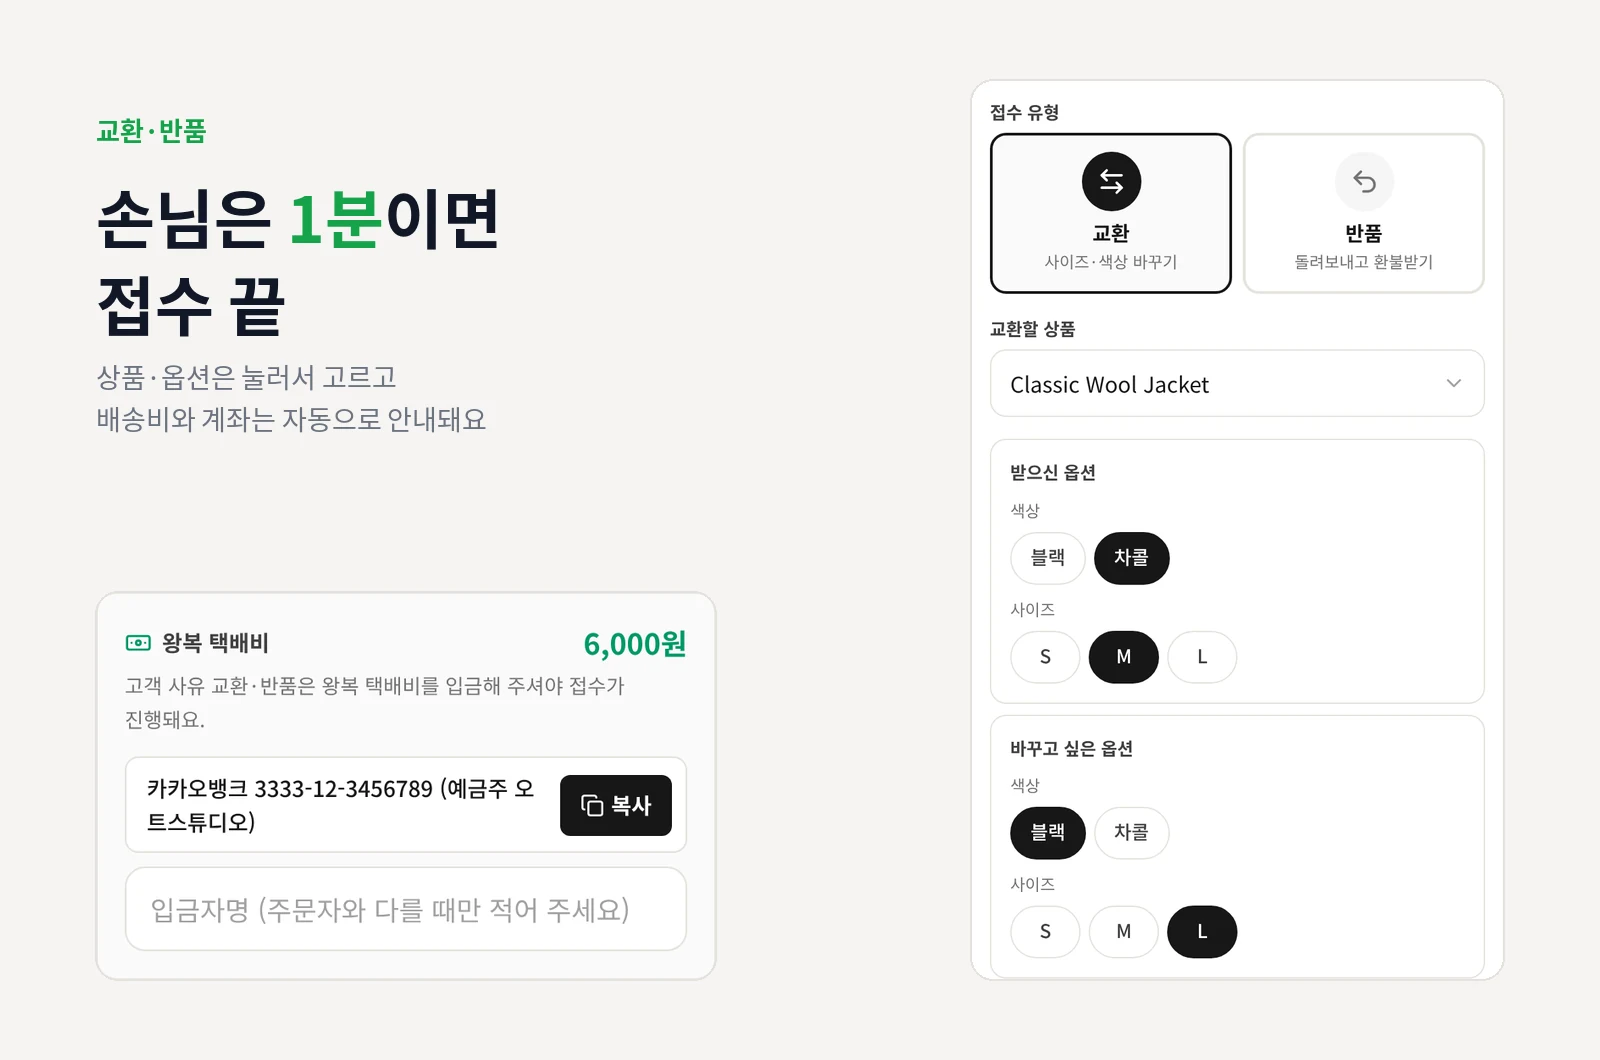 교환·반품
손님은 1분이면
접수 끝
상품·옵션은 눌러서 고르고
배송비와 계좌는 자동으로 안내돼요
왕복 택배비
6,000원
고객 사유 교환·반품은 왕복 택배비를 입금해 주셔야 접수가
진행돼요.
카카오뱅크 3333-12-3456789 (예금주 오
트스튜디오)
복사
입금자명 (주문자와 다를 때만 적어 주세요)
접수 유형
교환
사이즈·색상 바꾸기
반품
돌려보내고 환불받기
교환할 상품
Classic Wool Jacket
받으신 옵션
색상
블랙 차콜
사이즈
S M L
바꾸고 싶은 옵션
색상
블랙 차콜
사이즈
S M L